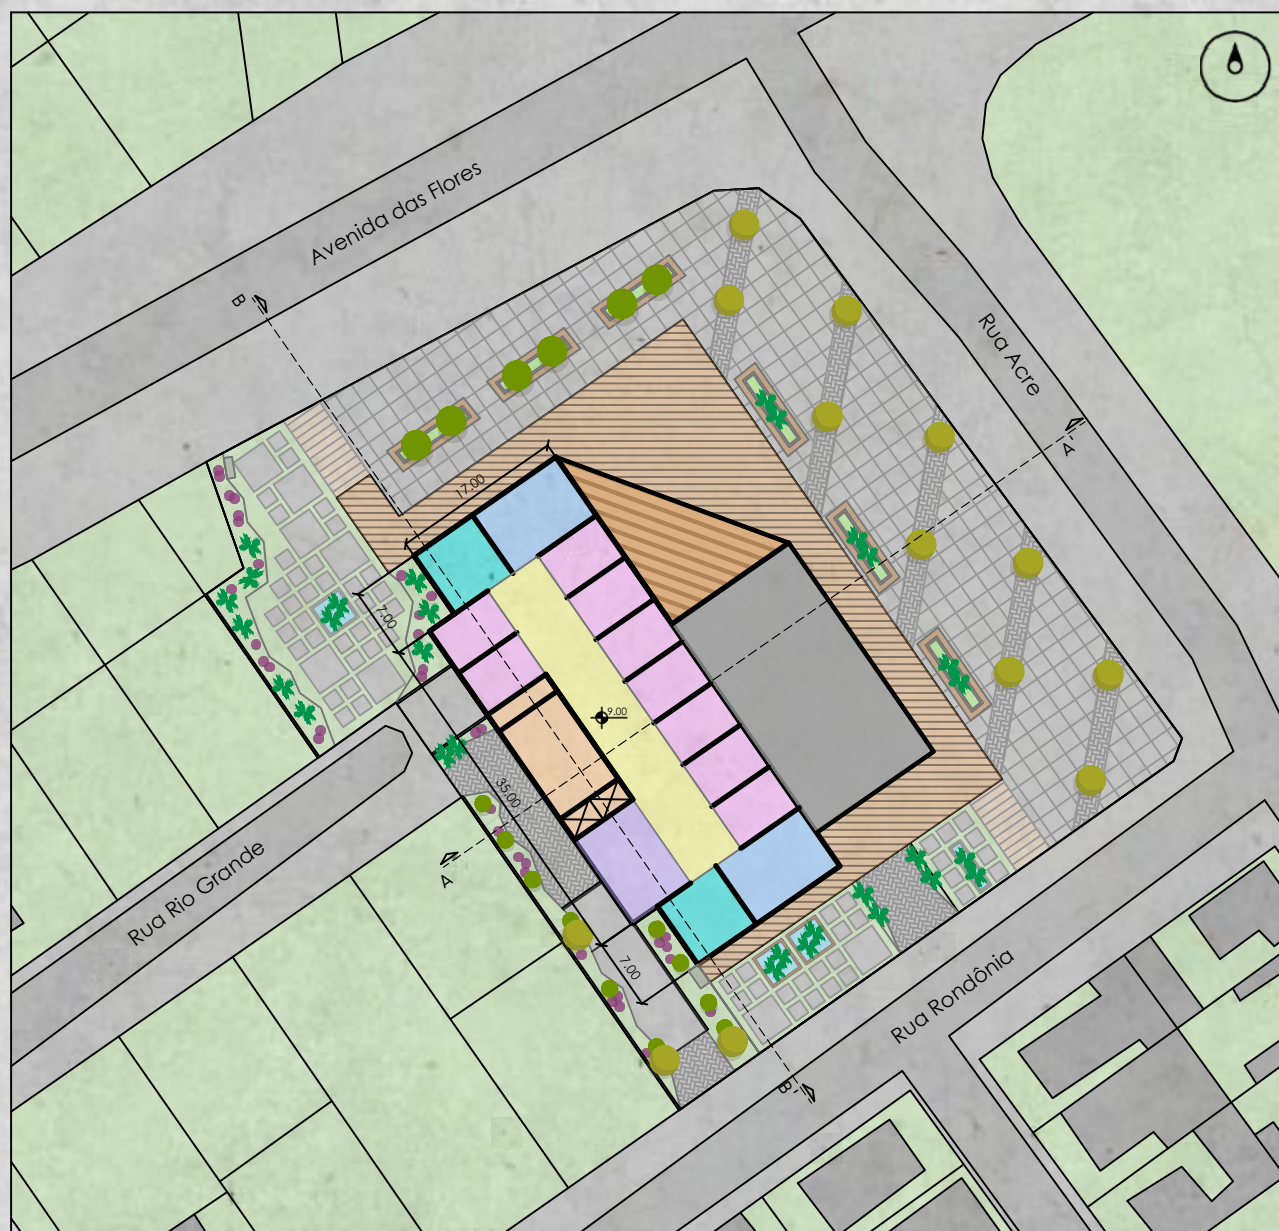 Avenida das Flores
B
Rua Acre
A
17.00
7.00
9.00
35.00
A
Rua Rio Grande
7.00
Rua Rondônia
B